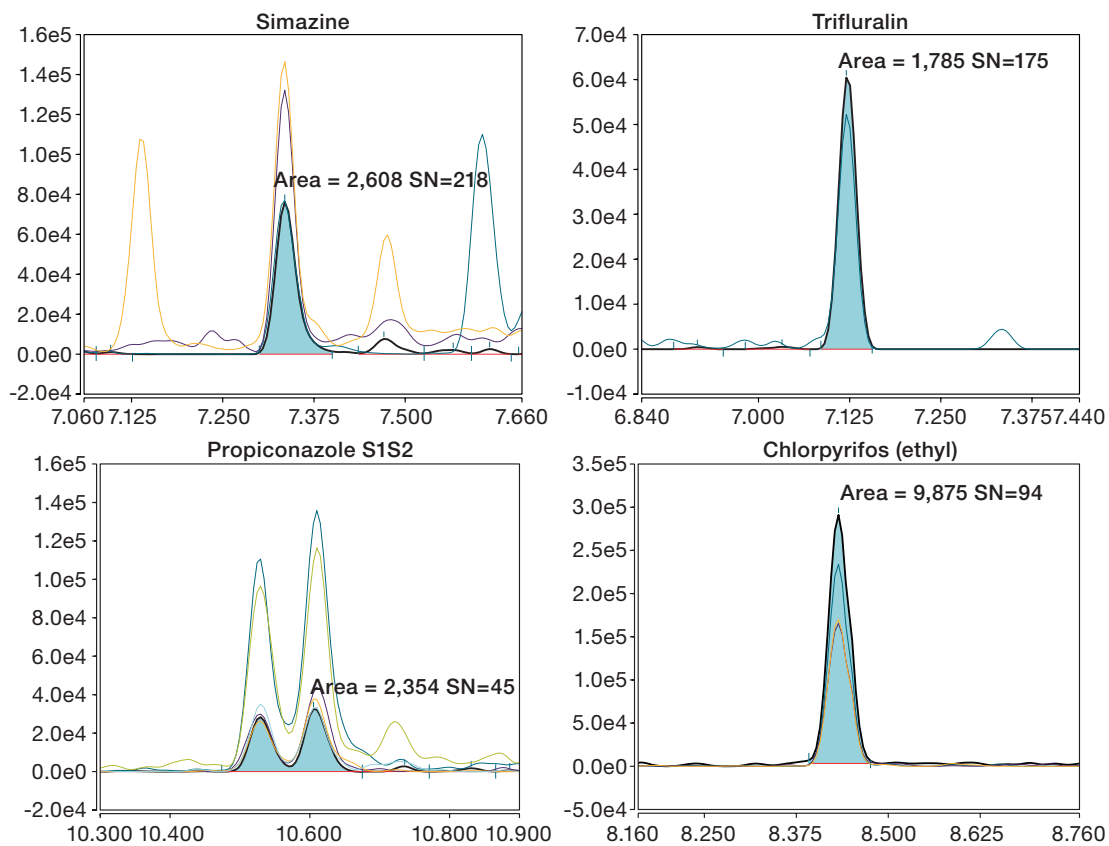 Simazine
1.6e5
1.4e5
1.2e5
1.0e5
8.0e4
6.0e4
4.0e4
2.0e4
0.0e0
-2.0e4
Area = 2,608 SN=218
7.060 7.125 7.250 7.375 7.500 7.660
Trifluralin
7.0e4
6.0e4
5.0e4
4.0e4
3.0e4
2.0e4
1.0e4
0.0e0
-1.0e4
Area = 1,785 SN=175
6.840 7.000 7.125 7.250 7.375 7.440
Propiconazole S1S2
1.6e5
1.4e5
1.2e5
1.0e5
8.0e4
6.0e4
4.0e4
2.0e4
0.0e0
-2.0e4
Area = 2,354 SN=45
10.300 10.400 10.600 10.800 10.900
Chlorpyrifos (ethyl)
3.5e5
3.0e5
2.5e5
2.0e5
1.5e5
1.0e5
5.0e4
0.0e0
-5.0e4
Area = 9,875 SN=94
8.160 8.250 8.375 8.500 8.625 8.760